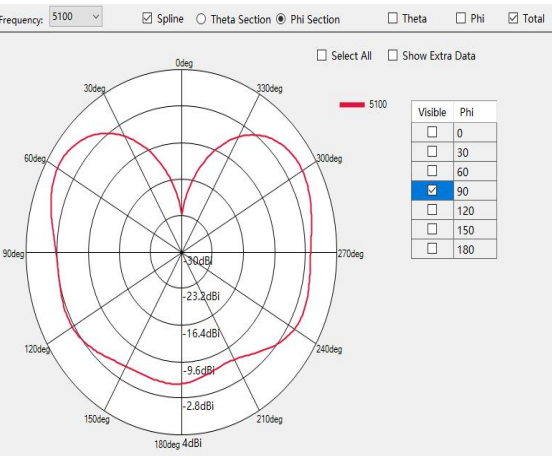 Frequency: 5100 Spline Theta Section Phi Section Theta Phi Total
Select All Show Extra Data
0deg
30deg
330deg
5100
Visible Phi
0
30
60
90
120
150
180
60deg
300deg
90deg
270deg
-30dBi
-23.2dBi
-16.4dBi
-9.6dBi
-2.8dBi
4dBi
120deg
240deg
150deg
210deg
180deg